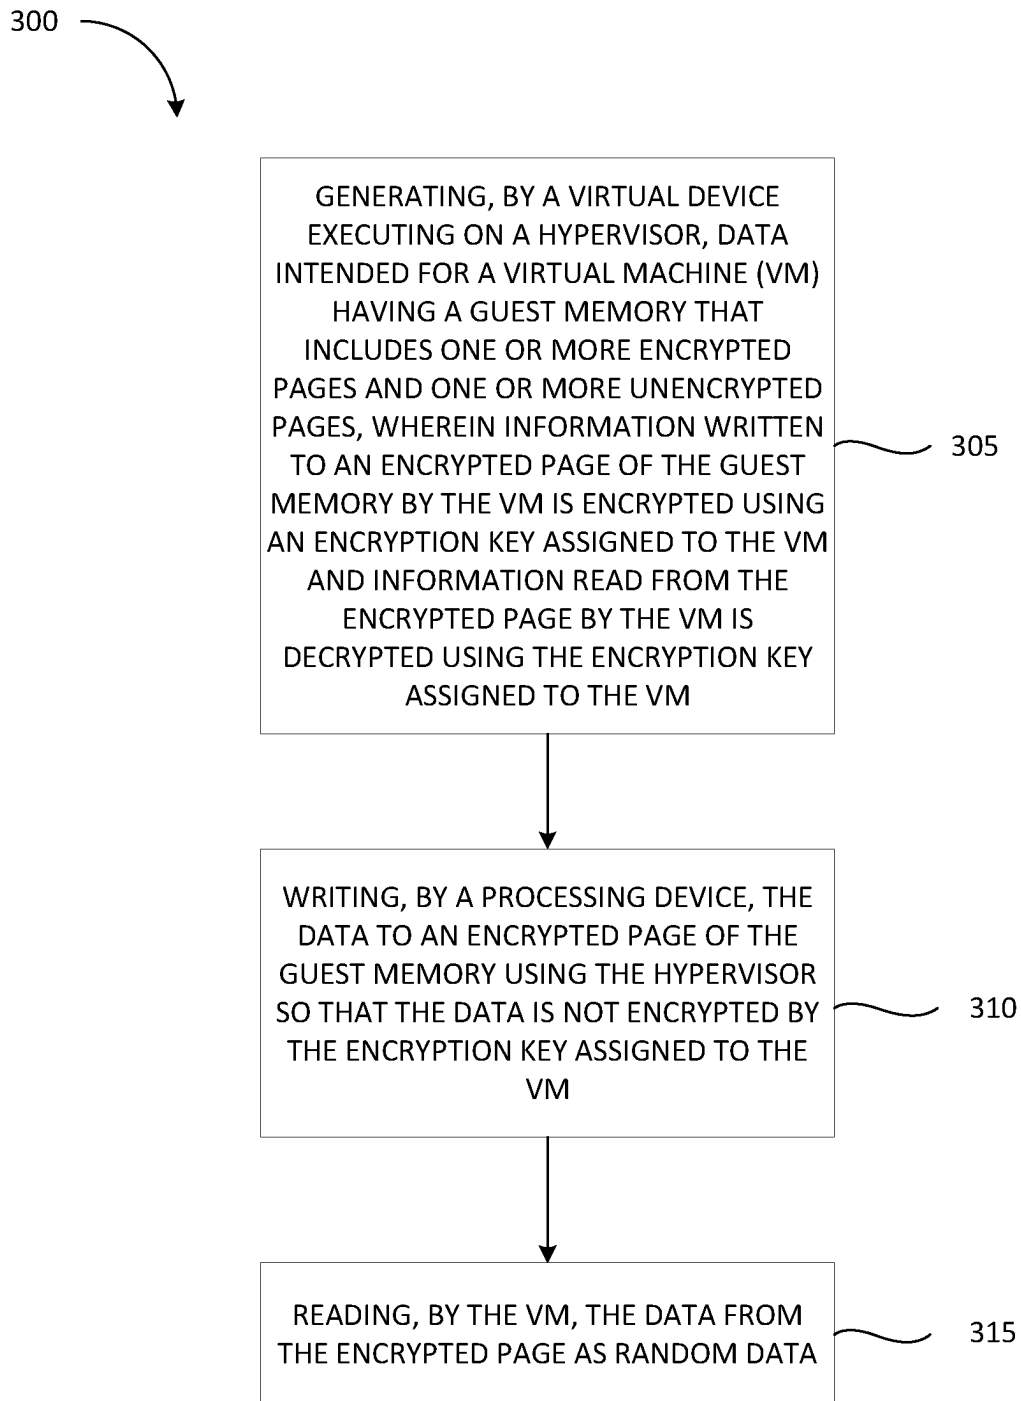 300
GENERATING, BY A VIRTUAL DEVICE
EXECUTING ON A HYPERVISOR, DATA
INTENDED FOR A VIRTUAL MACHINE (VM)
HAVING A GUEST MEMORY THAT
INCLUDES ONE OR MORE ENCRYPTED
PAGES AND ONE OR MORE UNENCRYPTED
PAGES, WHEREIN INFORMATION WRITTEN
TO AN ENCRYPTED PAGE OF THE GUEST
MEMORY BY THE VM IS ENCRYPTED USING
AN ENCRYPTION KEY ASSIGNED TO THE VM
AND INFORMATION READ FROM THE
ENCRYPTED PAGE BY THE VM IS
DECRYPTED USING THE ENCRYPTION KEY
ASSIGNED TO THE VM
305
WRITING, BY A PROCESSING DEVICE, THE
DATA TO AN ENCRYPTED PAGE OF THE
GUEST MEMORY USING THE HYPERVISOR
SO THAT THE DATA IS NOT ENCRYPTED BY
THE ENCRYPTION KEY ASSIGNED TO THE
VM
310
READING, BY THE VM, THE DATA FROM
THE ENCRYPTED PAGE AS RANDOM DATA
315